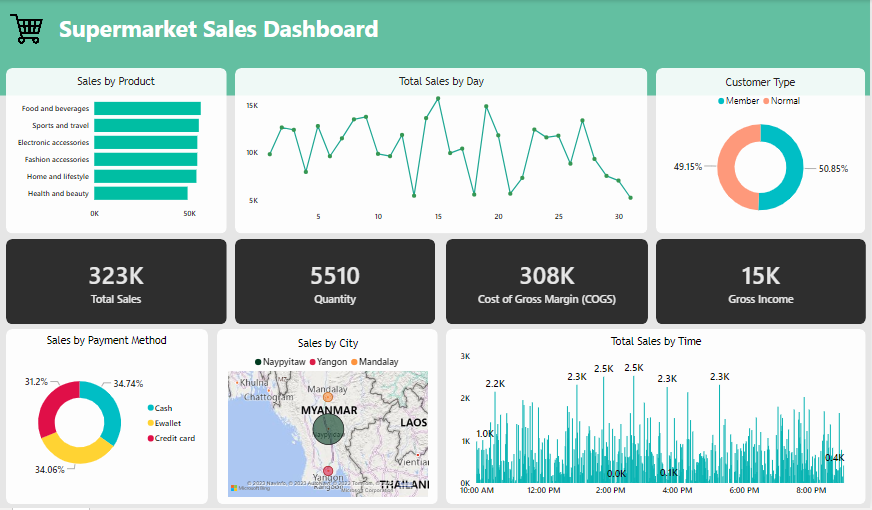 Supermarket Sales Dashboard
Sales by Product
Food and beverages
Sports and travel
Electronic accessories
Fashion accessories
Home and lifestyle
Health and beauty
0K 50K
Total Sales by Day
15K
10K
5K
5 10 15 20 25 30
Customer Type
Member Normal
49.15%
50.85%
323K
Total Sales
5510
Quantity
308K
Cost of Gross Margin (COGS)
15K
Gross Income
Sales by Payment Method
31.2%
34.74%
34.06%
Cash
Ewallet
Credit card
Sales by City
Naypyitaw Yangon Mandalay
Khulna
Chattogram
Mandalay
MYANMAR
Naypyidaw
LAOS
Vientian
Yangon
Rangoon
THAILAND
Microsoft Bing
Microsoft Corporation
Total Sales by Time
3K
2K
1K
0K
2.2K
1.0K
2.3K
2.5K
0.0K
2.5K
2.3K
0.1K
2.3K
0.4K
10:00 AM 12:00 PM 2:00 PM 4:00 PM 6:00 PM 8:00 PM